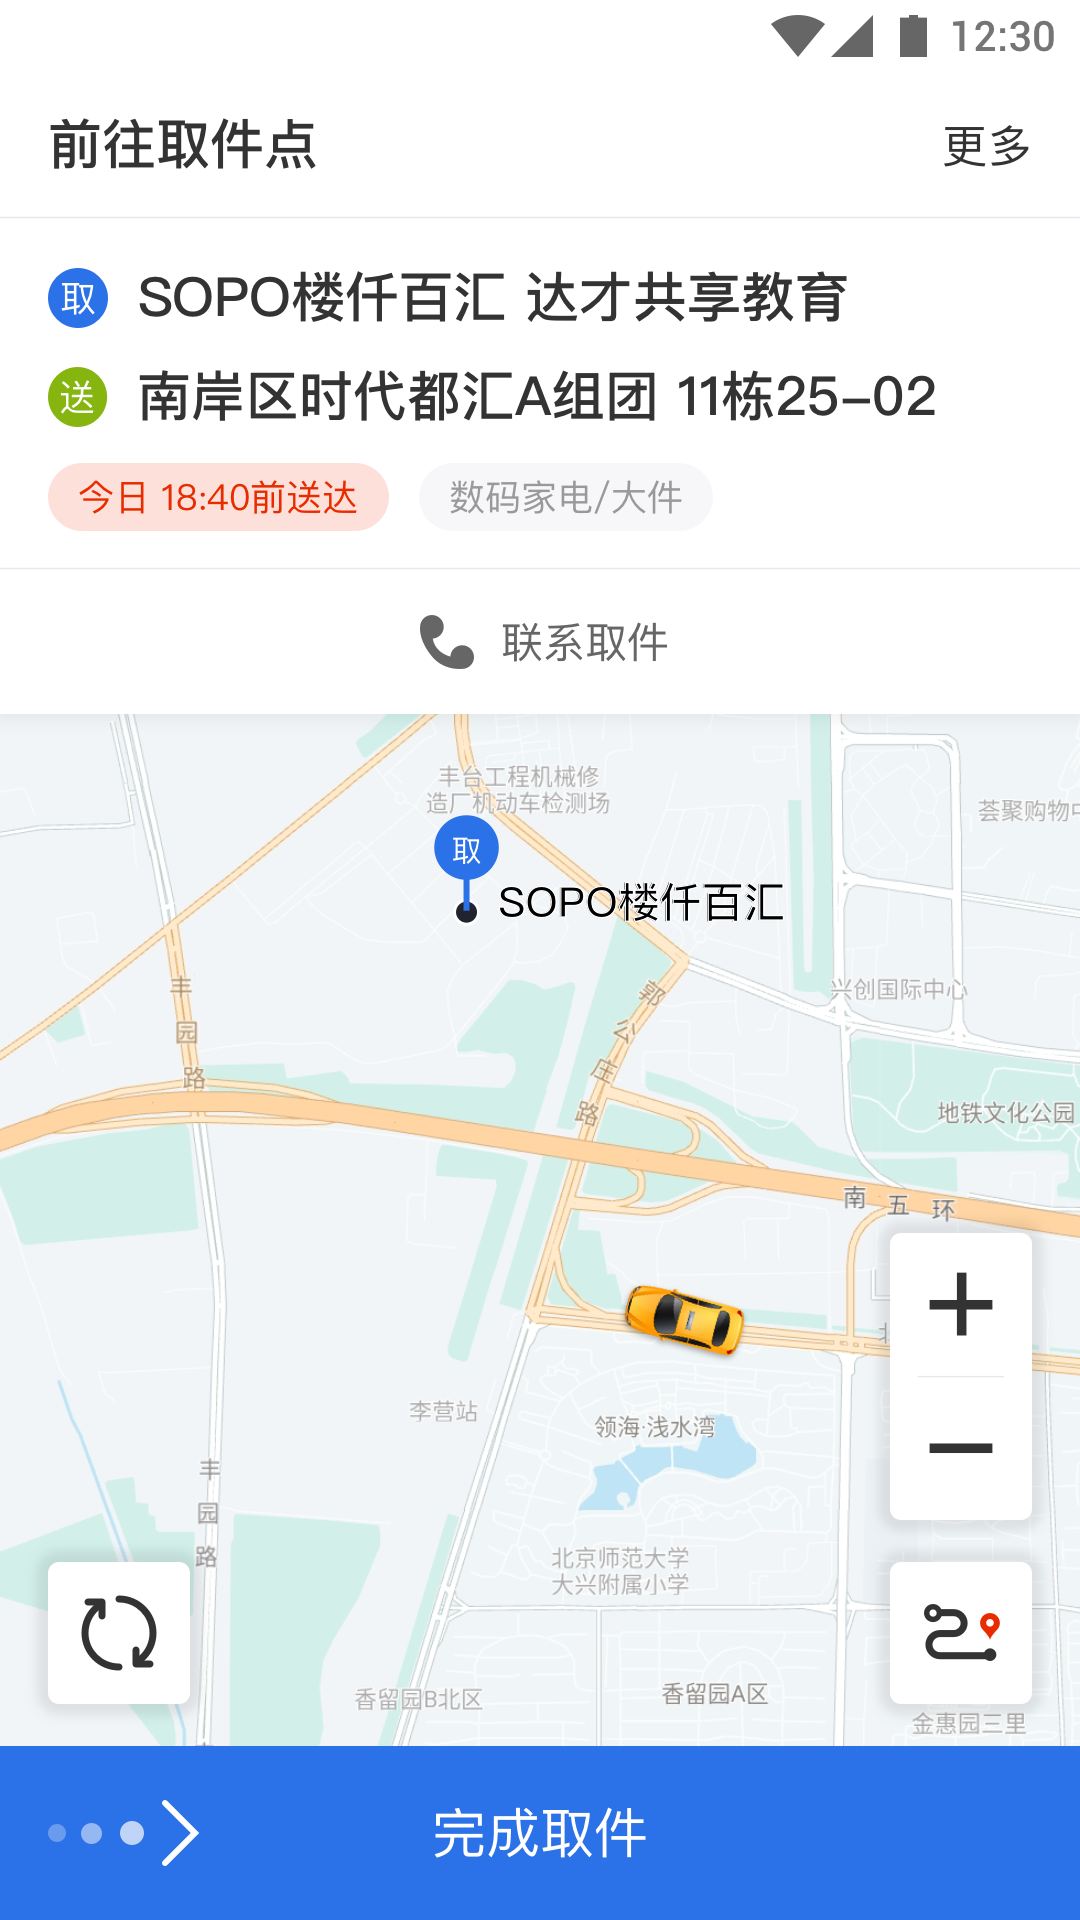 12:30
前往取件点
更多
取 SOPO楼仟百汇 达才共享教育
送 南岸区时代都汇A组团 11栋25-02
今日 18:40前送达
数码家电/大件
联系取件
丰台工程机械修
造厂机动车检测场
荟聚购物中
取
SOPO楼仟百汇
丰园路
郭公庄路
兴创国际中心
地铁文化公园
南五环
李营站
领海·浅水湾
丰园路
北京师范大学
大兴附属小学
香留园B北区
香留园A区
金惠园三里
完成取件